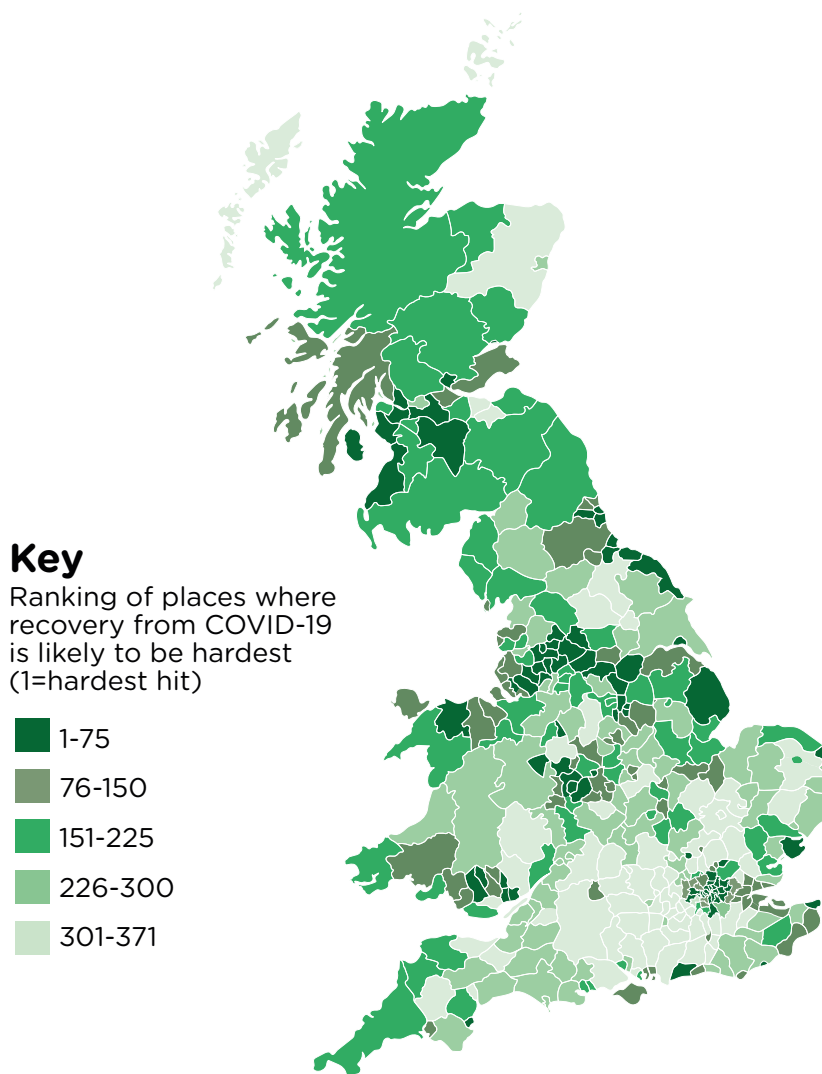 Key
Ranking of places where
recovery from COVID-19
is likely to be hardest
(1=hardest hit)
1-75
76-150
151-225
226-300
301-371